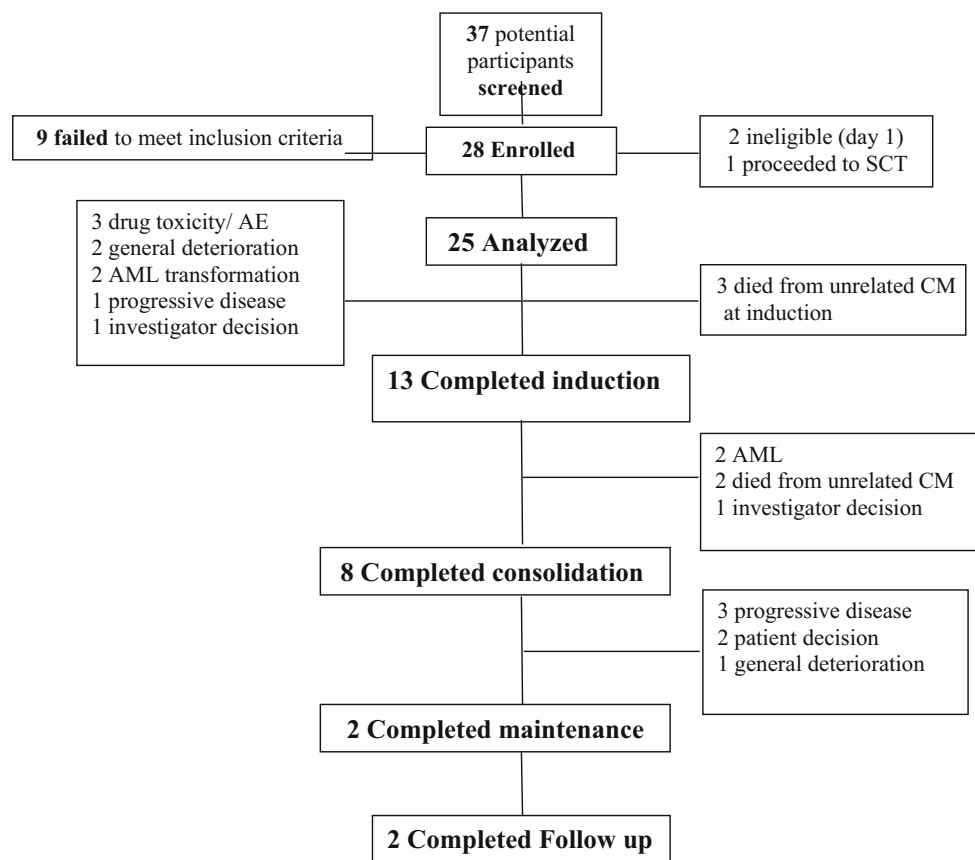 37 potential
participants
screened
9 failed to meet inclusion criteria
28 Enrolled
2 ineligible (day 1)
1 proceeded to SCT
3 drug toxicity/ AE
2 general deterioration
2 AML transformation
1 progressive disease
1 investigator decision
25 Analyzed
3 died from unrelated CM
at induction
13 Completed induction
2 AML
2 died from unrelated CM
1 investigator decision
8 Completed consolidation
3 progressive disease
2 patient decision
1 general deterioration
2 Completed maintenance
2 Completed Follow up